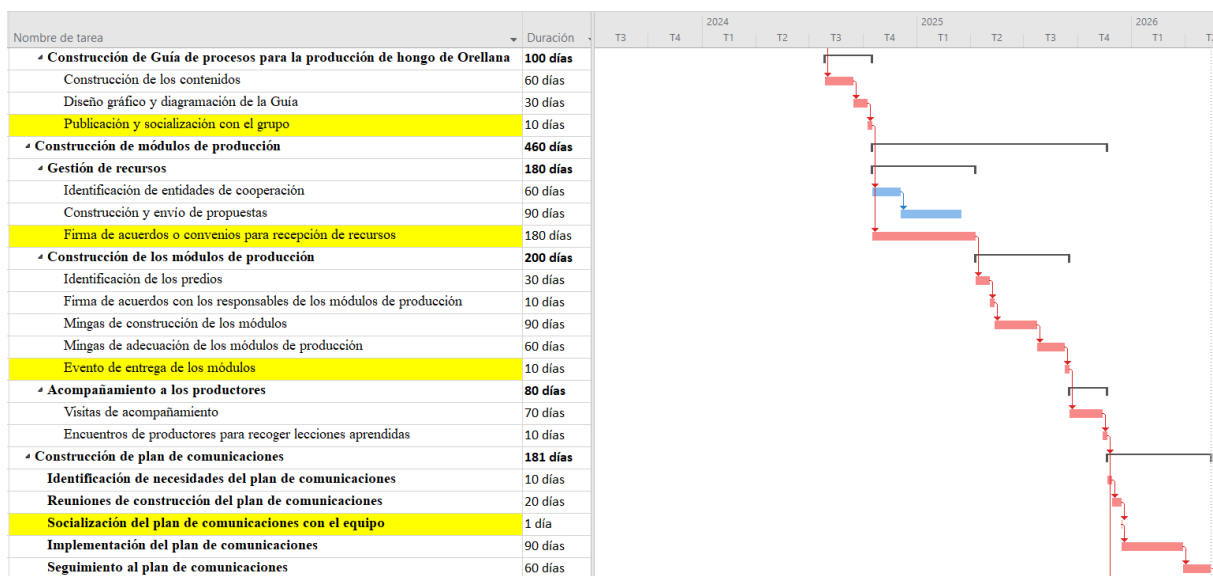 2024 2025 2026
Nombre de tarea Duración T3 T4 T1 T2 T3 T4 T1 T2 T3 T4 T1
Construcción de Guía de procesos para la producción de hongo de Orellana 100 días
Construcción de los contenidos 60 días
Diseño gráfico y diagramación de la Guía 30 días
Publicación y socialización con el grupo 10 días
Construcción de módulos de producción 460 días
Gestión de recursos 180 días
Identificación de entidades de cooperación 60 días
Construcción y envío de propuestas 90 días
Firma de acuerdos o convenios para recepción de recursos 180 días
Construcción de los módulos de producción 200 días
Identificación de los predios 30 días
Firma de acuerdos con los responsables de los módulos de producción 10 días
Mingas de construcción de los módulos 90 días
Mingas de adecuación de los módulos de producción 60 días
Evento de entrega de los módulos 10 días
Acompañamiento a los productores 80 días
Visitas de acompañamiento 70 días
Encuentros de productores para recoger lecciones aprendidas 10 días
Construcción de plan de comunicaciones 181 días
Identificación de necesidades del plan de comunicaciones 10 días
Reuniones de construcción del plan de comunicaciones 20 días
Socialización del plan de comunicaciones con el equipo 1 día
Implementación del plan de comunicaciones 90 días
Seguimiento al plan de comunicaciones 60 días